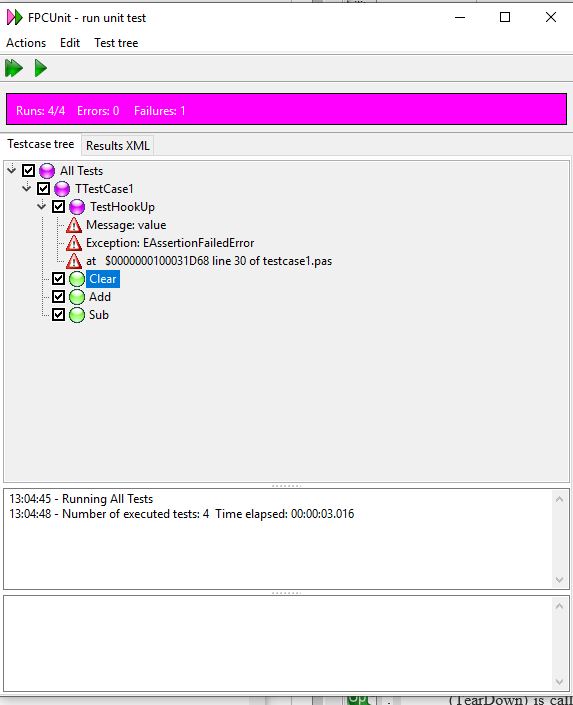 FPCUnit - run unit test
Actions Edit Test tree
Runs: 4/4 Errors: 0 Failures: 1
Testcase tree Results XML
All Tests
TTestCase1
TestHookUp
Message: value
Exception: EAssertionFailedError
at $0000000100031D68 line 30 of testcase1.pas
Clear
Add
Sub
13:04:45 - Running All Tests
13:04:48 - Number of executed tests: 4 Time elapsed: 00:00:03.016
(TearDown) is call